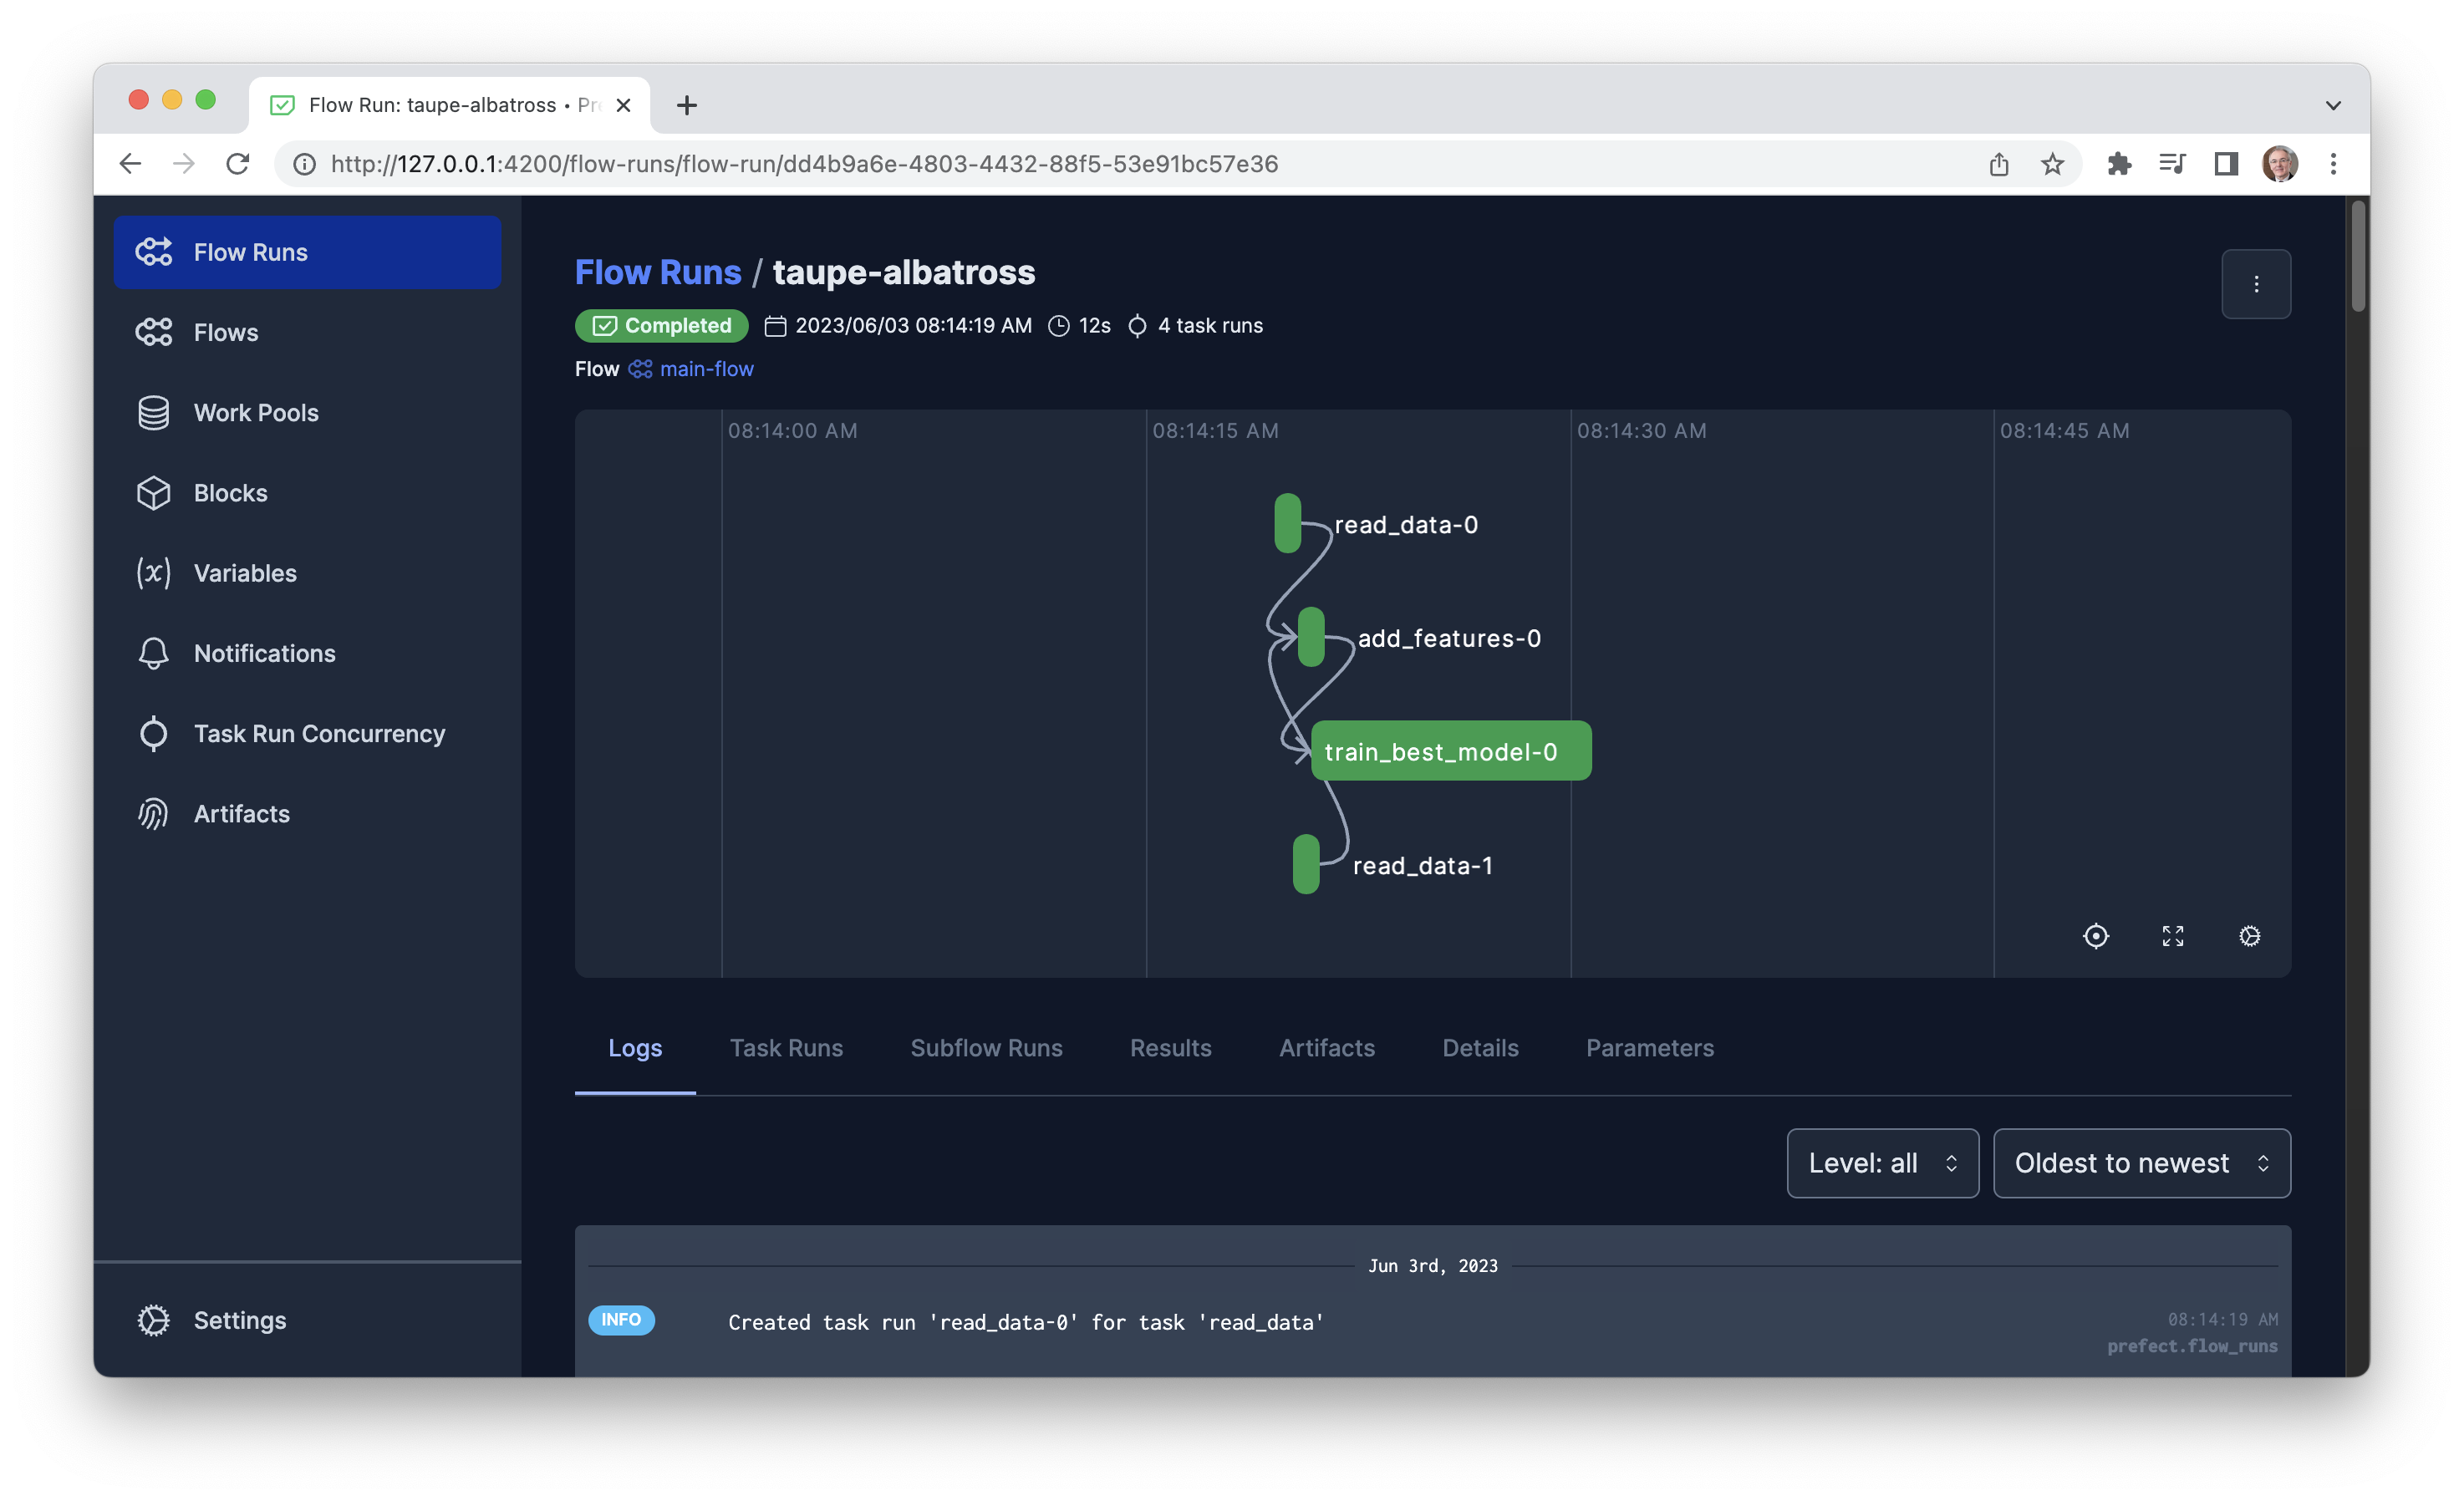 Flow Run: taupe-albatross • Pre
http://127.0.0.1:4200/flow-runs/flow-run/dd4b9a6e-4803-4432-88f5-53e91bc57e36
Flow Runs
Flows
Work Pools
Blocks
(x) Variables
Notifications
Task Run Concurrency
Artifacts
Settings
Flow Runs / taupe-albatross
Completed 2023/06/03 08:14:19 AM 12s 4 task runs
Flow main-flow
08:14:00 AM 08:14:15 AM 08:14:30 AM 08:14:45 AM
read_data-0
add_features-0
train_best_model-0
read_data-1
Logs Task Runs Subflow Runs Results Artifacts Details Parameters
Level: all Oldest to newest
Jun 3rd, 2023
INFO Created task run 'read_data-0' for task 'read_data' 08:14:19 AM
prefect.flow_runs